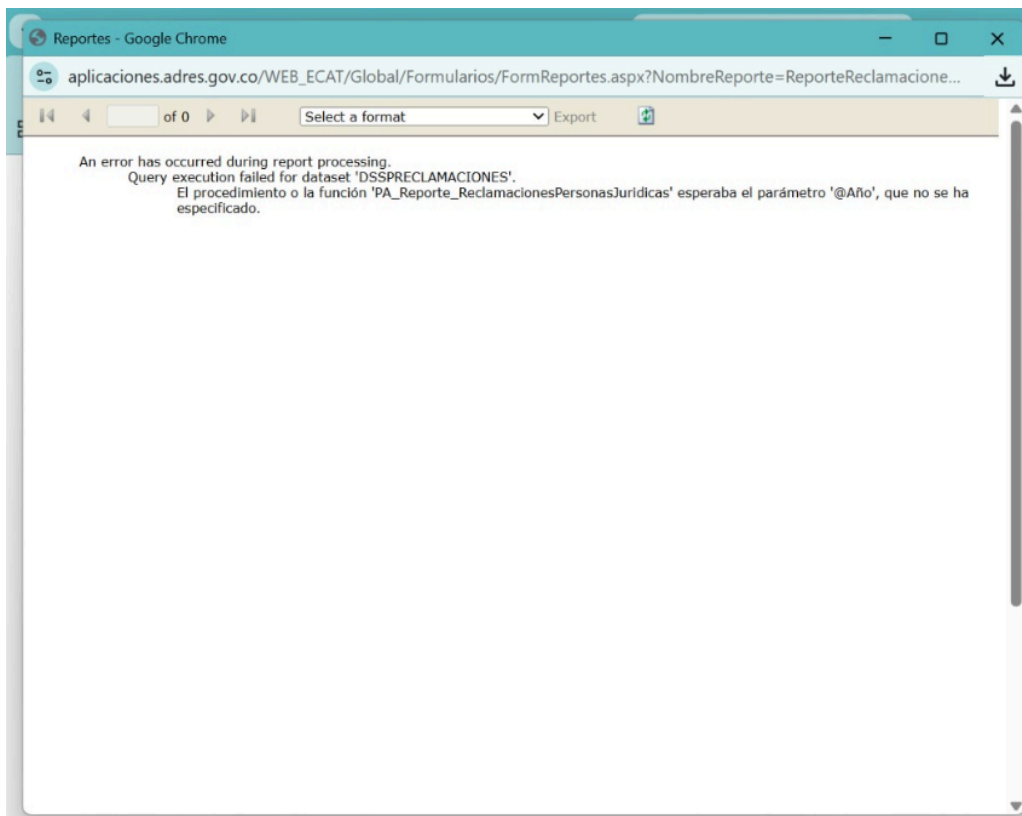 Reportes - Google Chrome
aplicaciones.adres.gov.co/WEB_ECAT/Global/Formularios/FormReportes.aspx?NombreReporte=ReporteReclamacione...
of 0 Select a format Export
An error has occurred during report processing.
Query execution failed for dataset 'DSSPRECLAMACIONES'.
El procedimiento o la función 'PA_Reporte_ReclamacionesPersonasJuridicas' esperaba el parámetro '@Año', que no se ha
especificado.